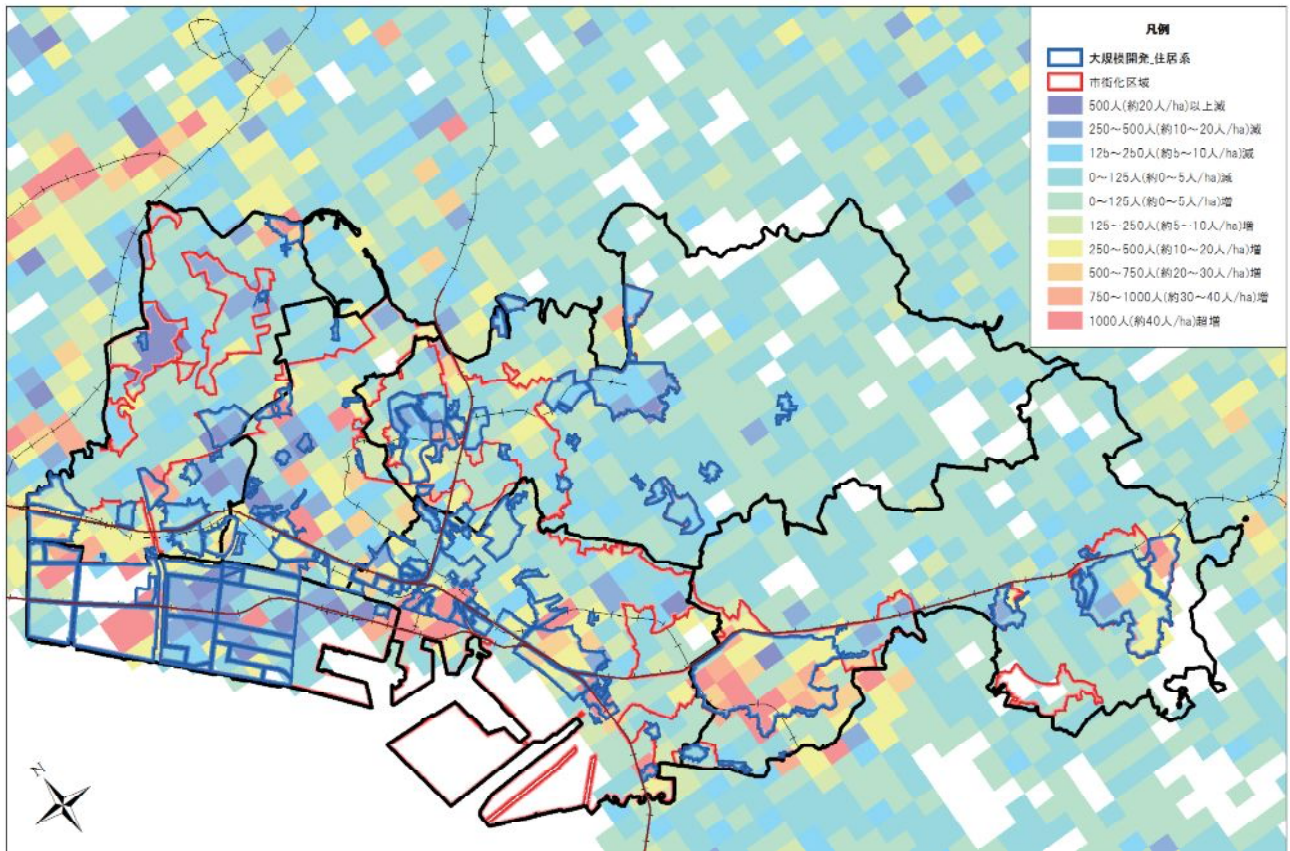 凡例
大規模開発_住居系
市街化区域
500人(約20人/ha)以上減
250～500人(約10～20人/ha)減
125～250人(約5～10人/ha)減
0～125人(約0～5人/ha)減
0～125人(約0～5人/ha)増
125～250人(約5～10人/ha)増
250～500人(約10～20人/ha)増
500～750人(約20～30人/ha)増
750～1000人(約30～40人/ha)増
1000人(約40人/ha)超増
N